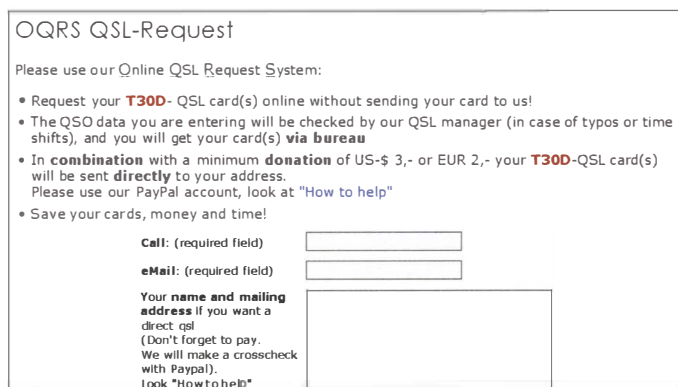 OQRS QSL-Request
Please use our Online QSL Request System:
• Request your T30D- QSL card(s) online without sending your card to us!
• The QSO data you are entering will be checked by our QSL manager (in case of typos or time
shifts), and you will get your card(s) via bureau
• In combination with a minimum donation of US-$ 3,- or EUR 2,- your T30D-QSL card(s)
will be sent directly to your address.
Please use our PayPal account, look at "How to help"
• Save your cards, money and time!
Call: (required field)
eMail: (required field)
Your name and mailing
address if you want a
direct qsl
(Don't forget to pay.
We will make a crosscheck
with Paypal).
Look "How to help"